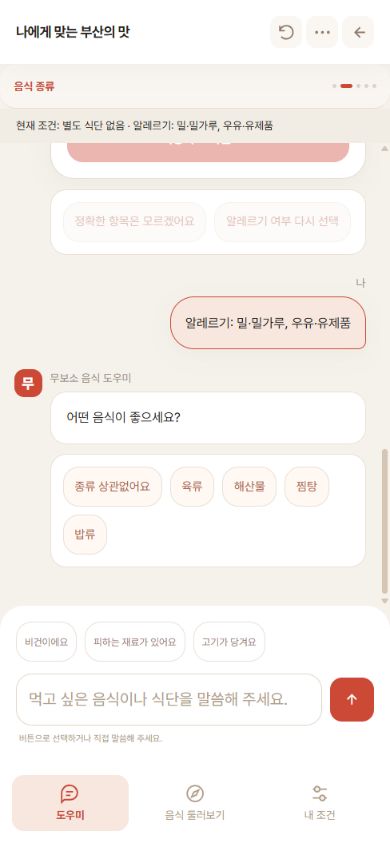 나에게 맞는 부산의 맛
음식 종류
현재 조건: 별도 식단 없음 · 알레르기: 밀·밀가루, 우유·유제품
정확한 항목은 모르겠어요
알레르기 여부 다시 선택
나
알레르기: 밀·밀가루, 우유·유제품
무
무보소 음식 도우미
어떤 음식이 좋으세요?
종류 상관없어요
육류
해산물
찜탕
밥류
비건이에요
피하는 재료가 있어요
고기가 당겨요
먹고 싶은 음식이나 식단을 말씀해 주세요.
버튼으로 선택하거나 직접 말씀해 주세요.
도우미
음식 둘러보기
내 조건